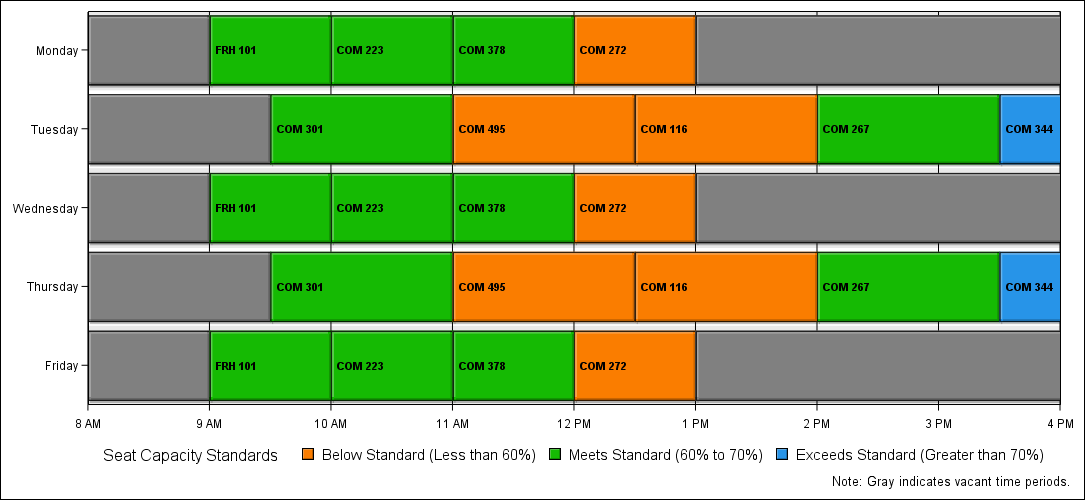 Monday FRH 101 COM 223 COM 378 COM 272
Tuesday COM 301 COM 495 COM 116 COM 267 COM 344
Wednesday FRH 101 COM 223 COM 378 COM 272
Thursday COM 301 COM 495 COM 116 COM 267 COM 344
Friday FRH 101 COM 223 COM 378 COM 272
8 AM 9 AM 10 AM 11 AM 12 PM 1 PM 2 PM 3 PM 4 PM
Seat Capacity Standards Below Standard (Less than 60%) Meets Standard (60% to 70%) Exceeds Standard (Greater than 70%)
Note: Gray indicates vacant time periods.